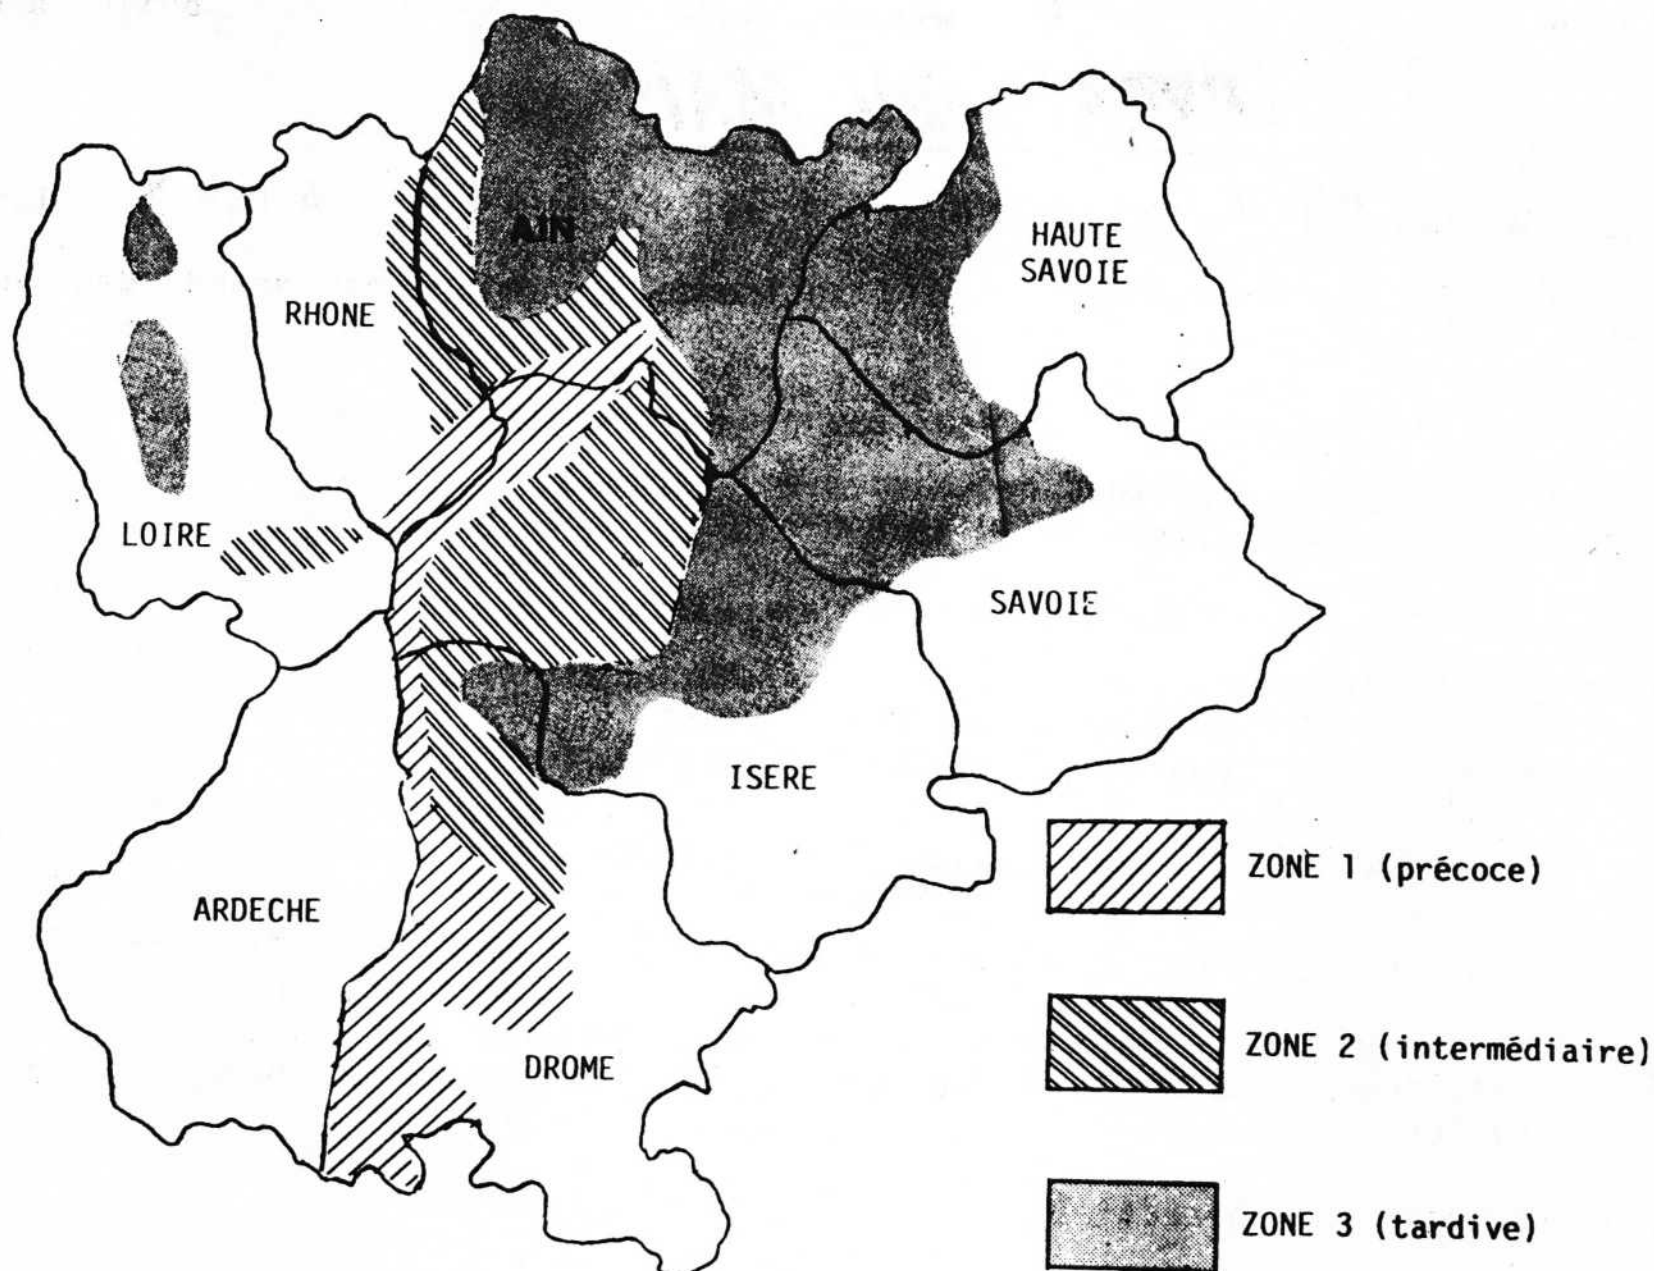 AIN
HAUTE
SAVOIE
RHONE
LOIRE
SAVOIE
ISERE
ARDECHE
DROME
ZONE 1 (précoce)
ZONE 2 (intermédiaire)
ZONE 3 (tardive)